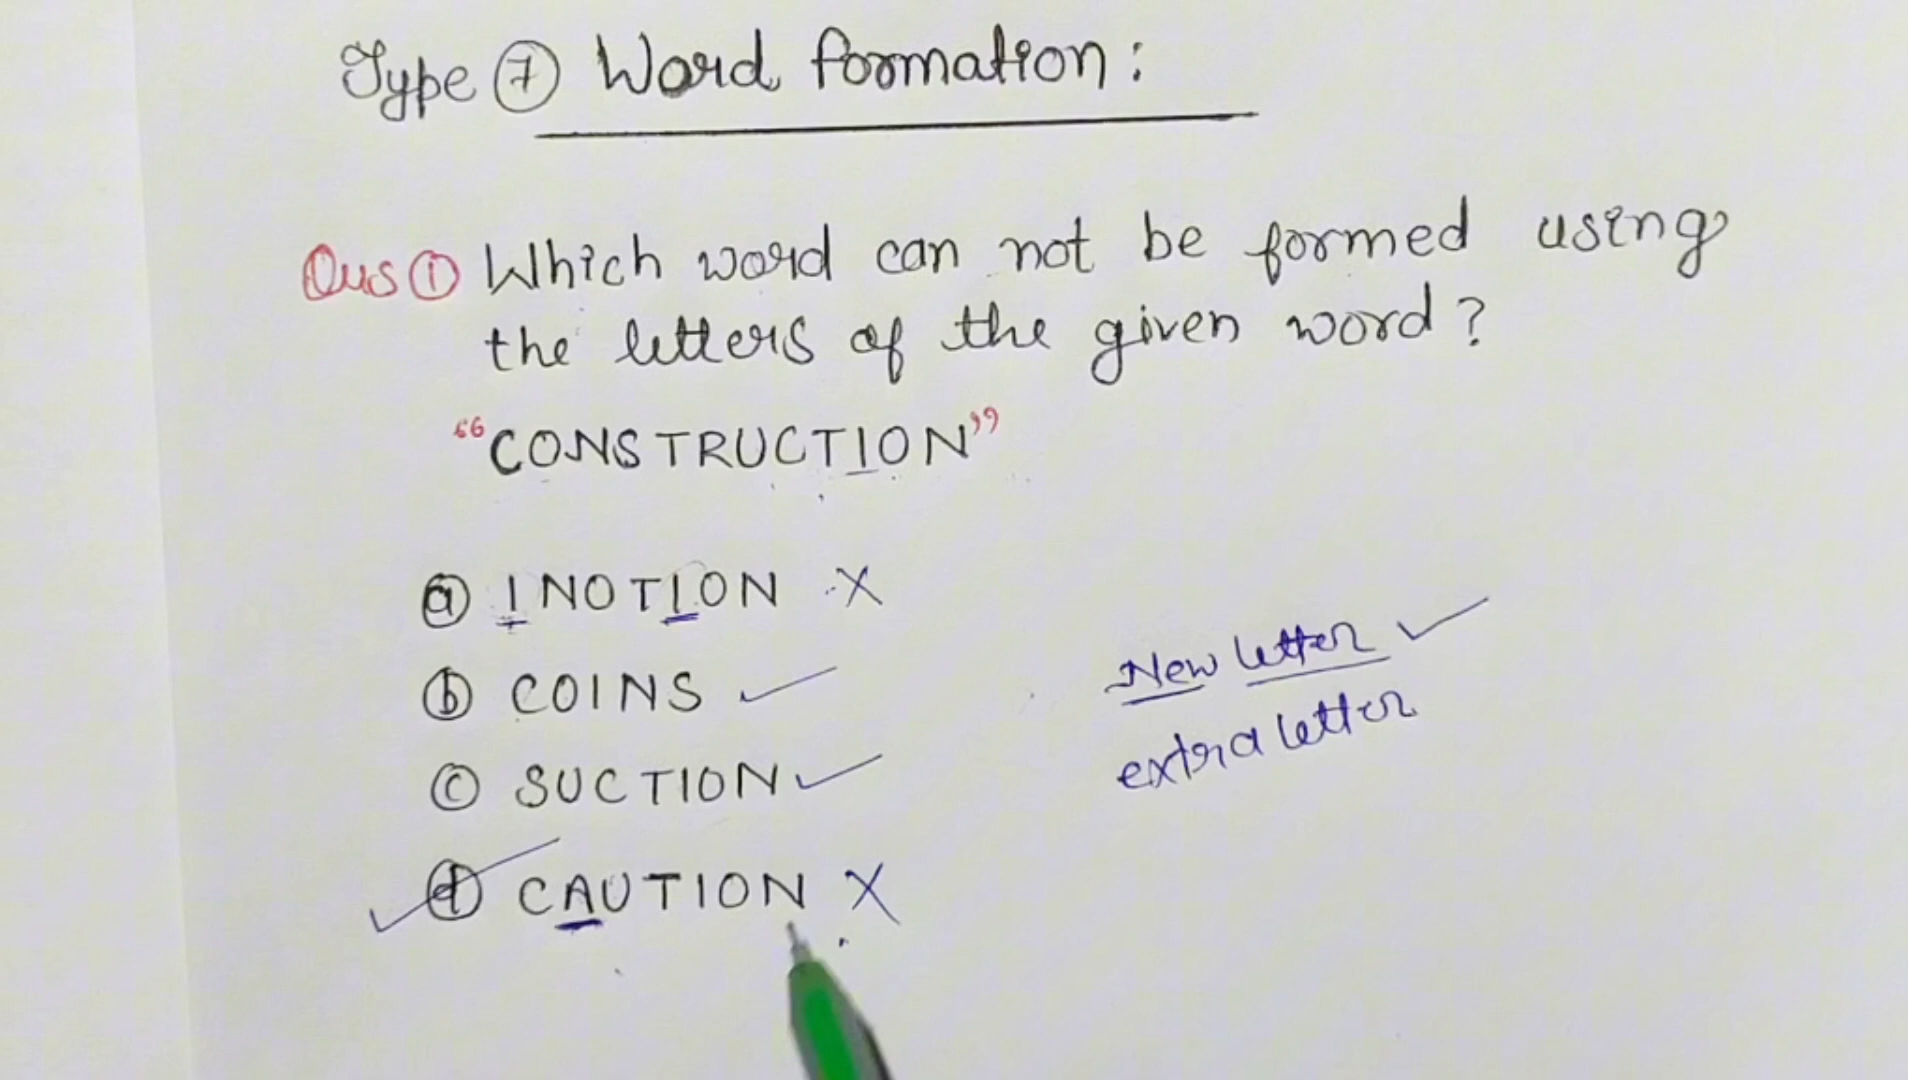 Type ⑦ Word formation:
Qus ① Which word can not be formed using
the letters of the given word?
"CONSTRUCTION"
ⓐ INOTION X
ⓑ COINS ✓
ⓒ SUCTION ✓
✓ ⓓ CAUTION X
New letter ✓
extra letter